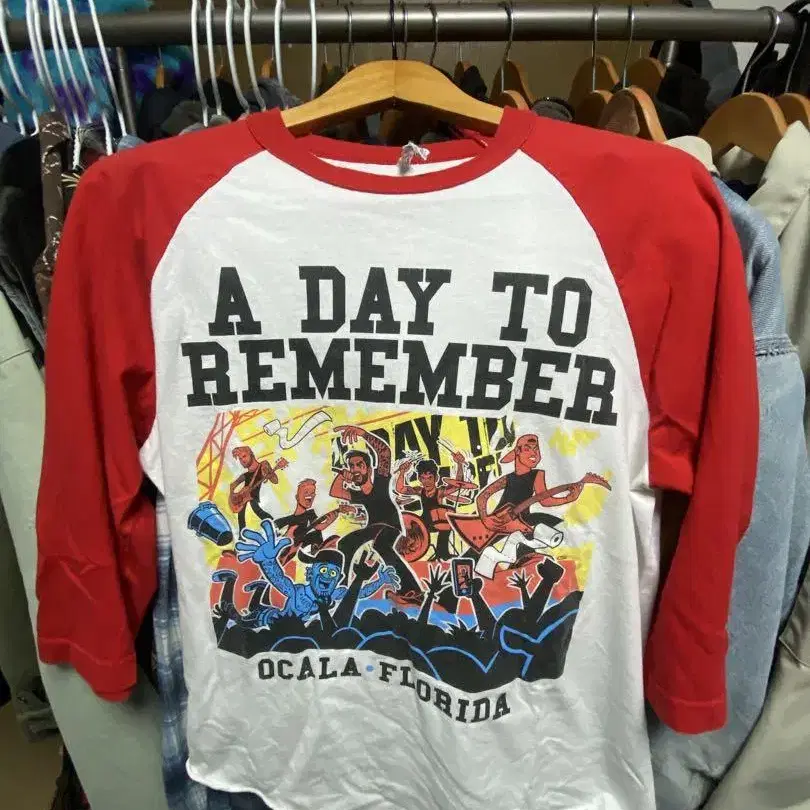 A DAY TO
REMEMBER
OCALA • FLORIDA